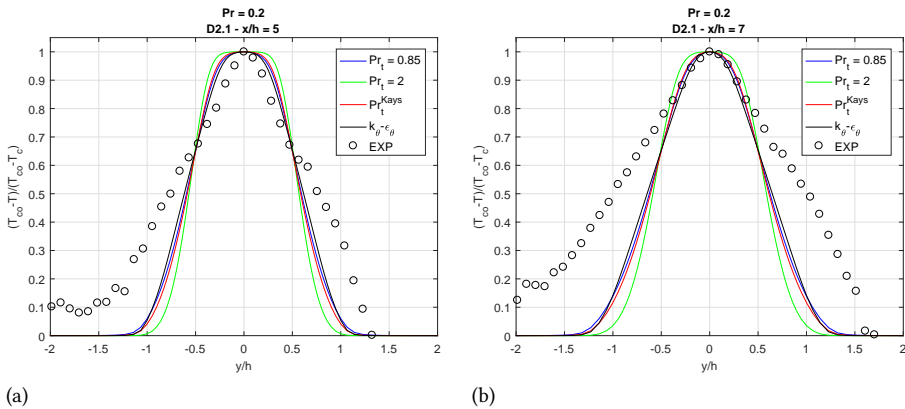 Pr = 0.2
D2.1 - x/h = 5
(T_co-T)/(T_co-T_c)
1
0.9
0.8
0.7
0.6
0.5
0.4
0.3
0.2
0.1
0
-2 -1.5 -1 -0.5 0 0.5 1 1.5 2
y/h
Pr_t = 0.85
Pr_t = 2
Pr_t^Kays
k_θ-ϵ_θ
EXP
(a)
Pr = 0.2
D2.1 - x/h = 7
(T_co-T)/(T_co-T_c)
1
0.9
0.8
0.7
0.6
0.5
0.4
0.3
0.2
0.1
0
-2 -1.5 -1 -0.5 0 0.5 1 1.5 2
y/h
Pr_t = 0.85
Pr_t = 2
Pr_t^Kays
k_θ-ϵ_θ
EXP
(b)